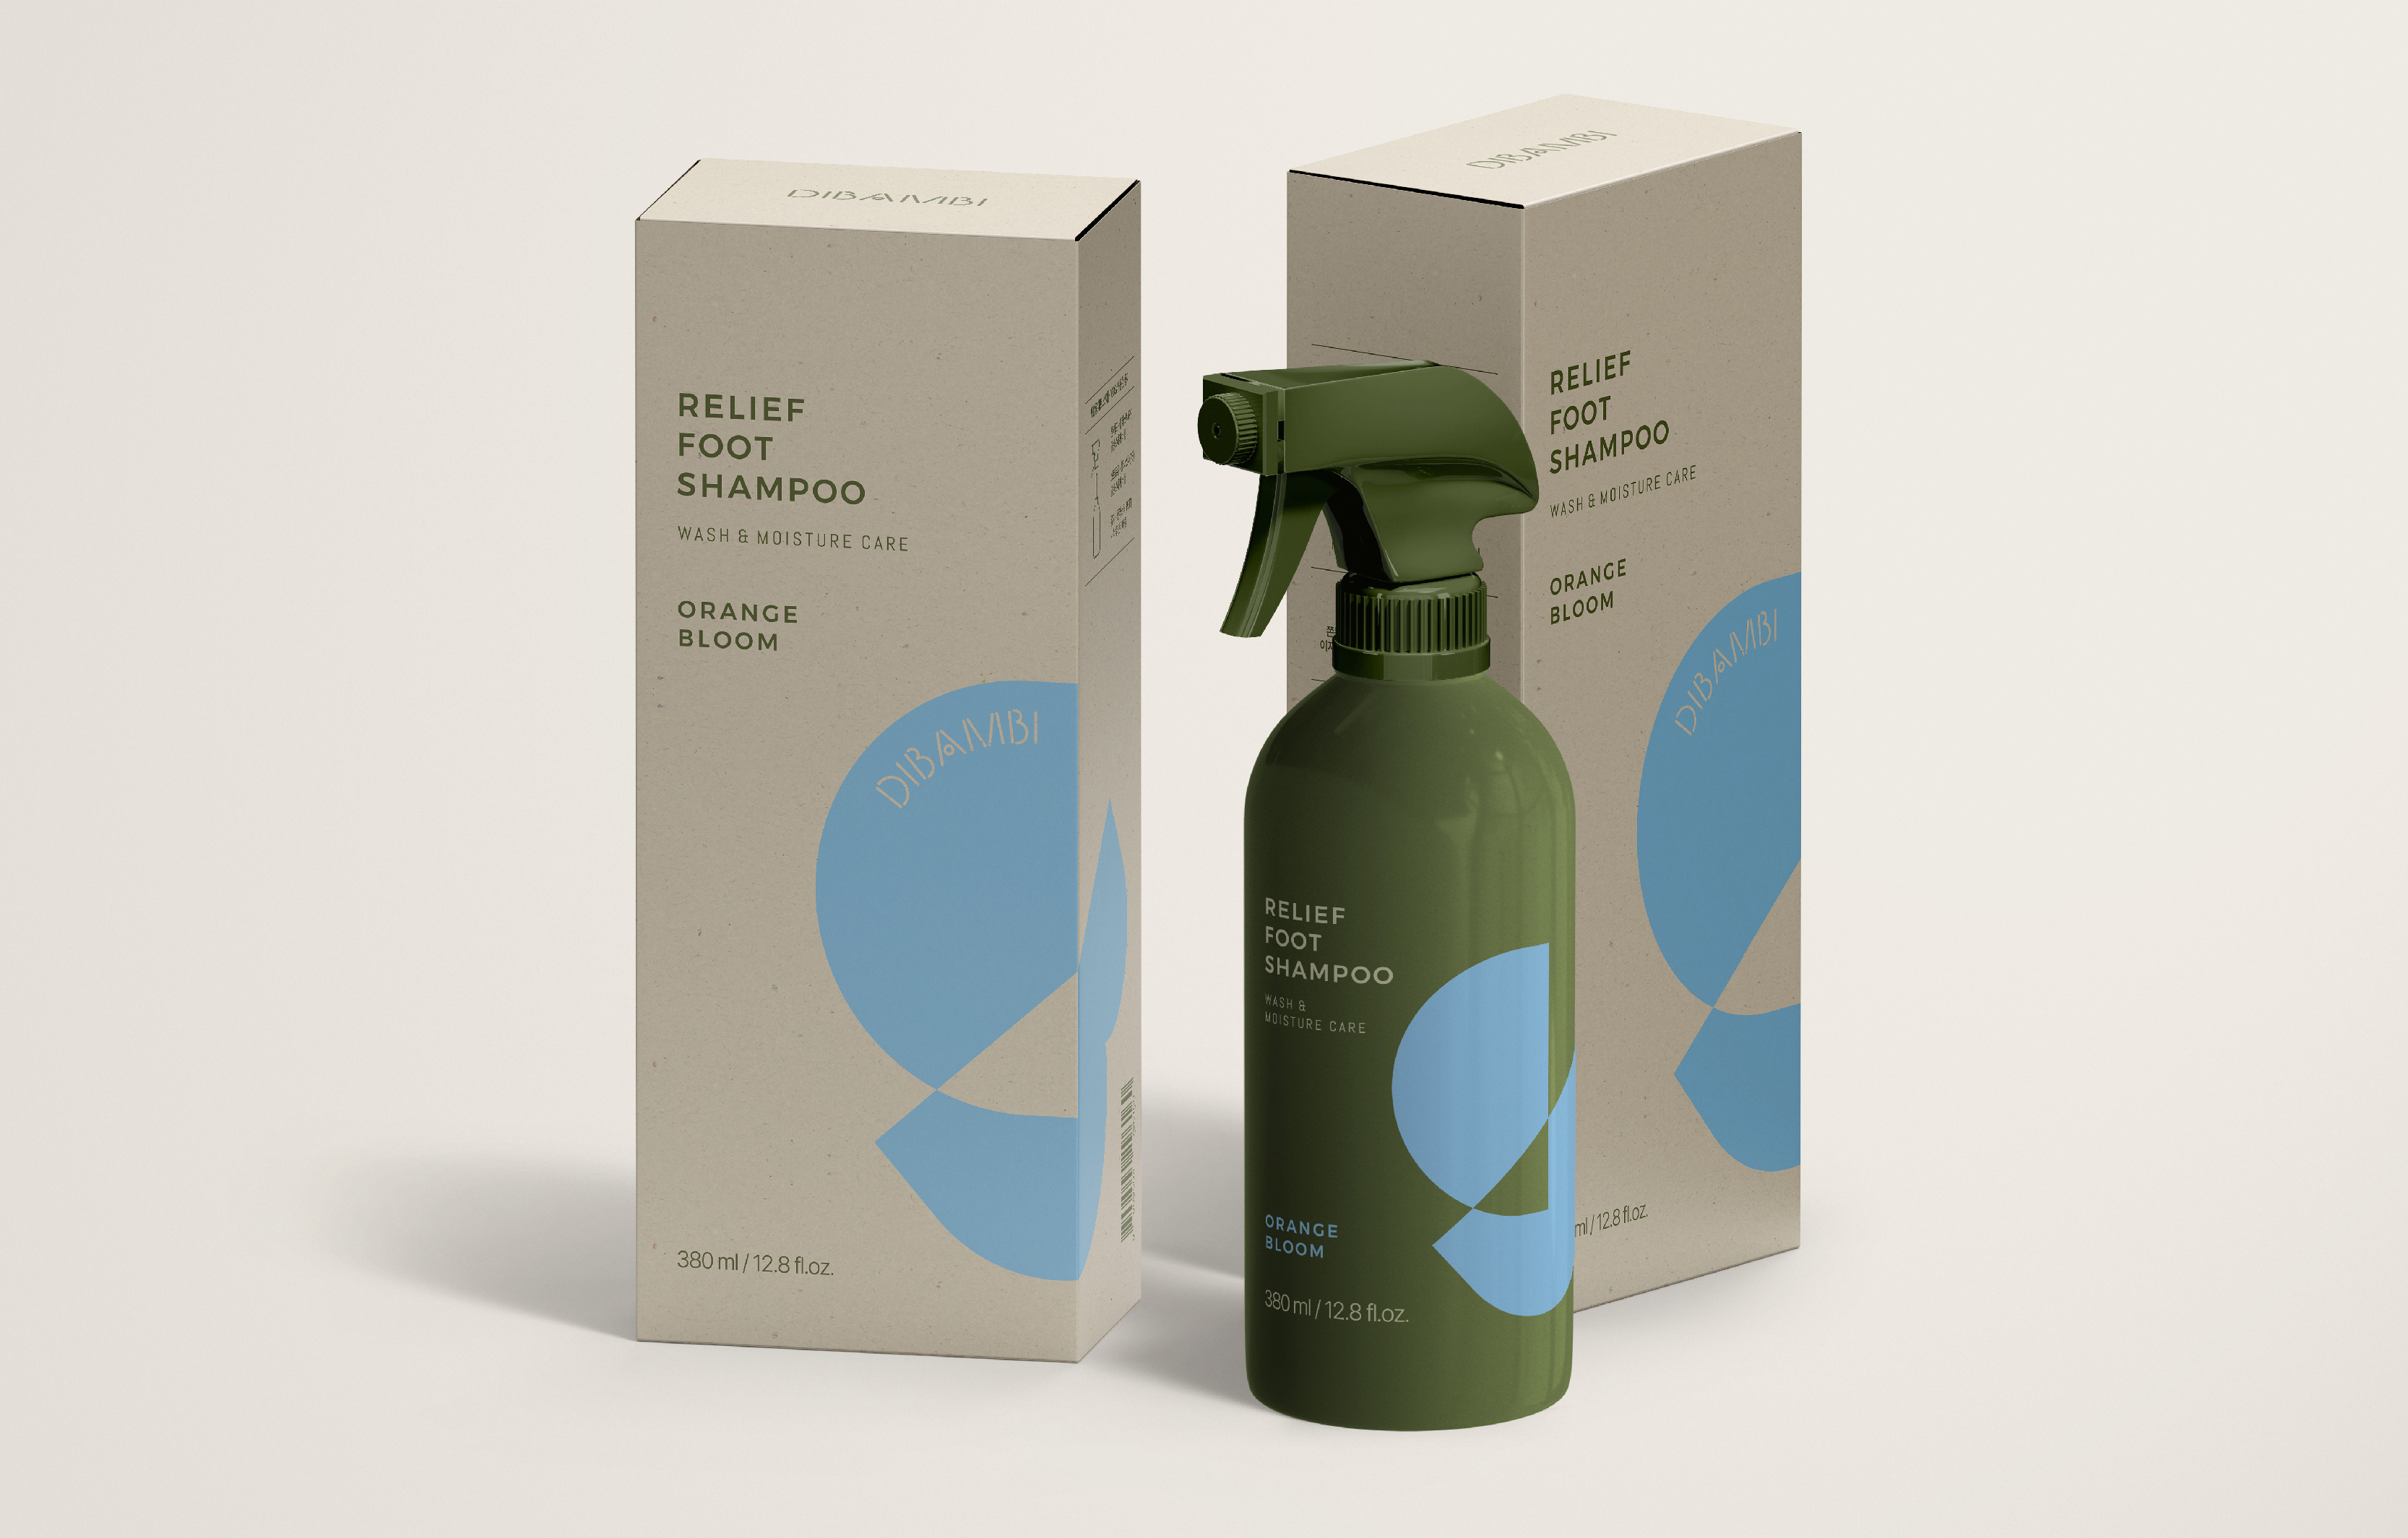 DIBAMBI
RELIEF
FOOT
SHAMPOO
WASH & MOISTURE CARE
ORANGE
BLOOM
DIBAMBI
380 ml / 12.8 fl.oz.
DIBAMBI
RELIEF
FOOT
SHAMPOO
WASH & MOISTURE CARE
ORANGE
BLOOM
DIBAMBI
ml / 12.8 fl.oz.
RELIEF
FOOT
SHAMPOO
WASH &
MOISTURE CARE
ORANGE
BLOOM
380 ml / 12.8 fl.oz.